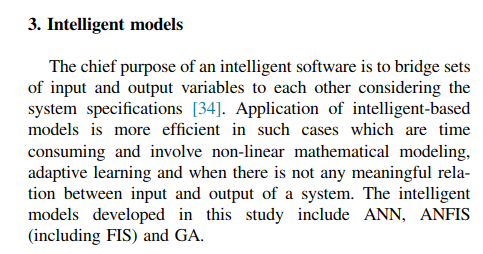 3. Intelligent models
The chief purpose of an intelligent software is to bridge sets
of input and output variables to each other considering the
system specifications [34]. Application of intelligent-based
models is more efficient in such cases which are time
consuming and involve non-linear mathematical modeling,
adaptive learning and when there is not any meaningful rela-
tion between input and output of a system. The intelligent
models developed in this study include ANN, ANFIS
(including FIS) and GA.